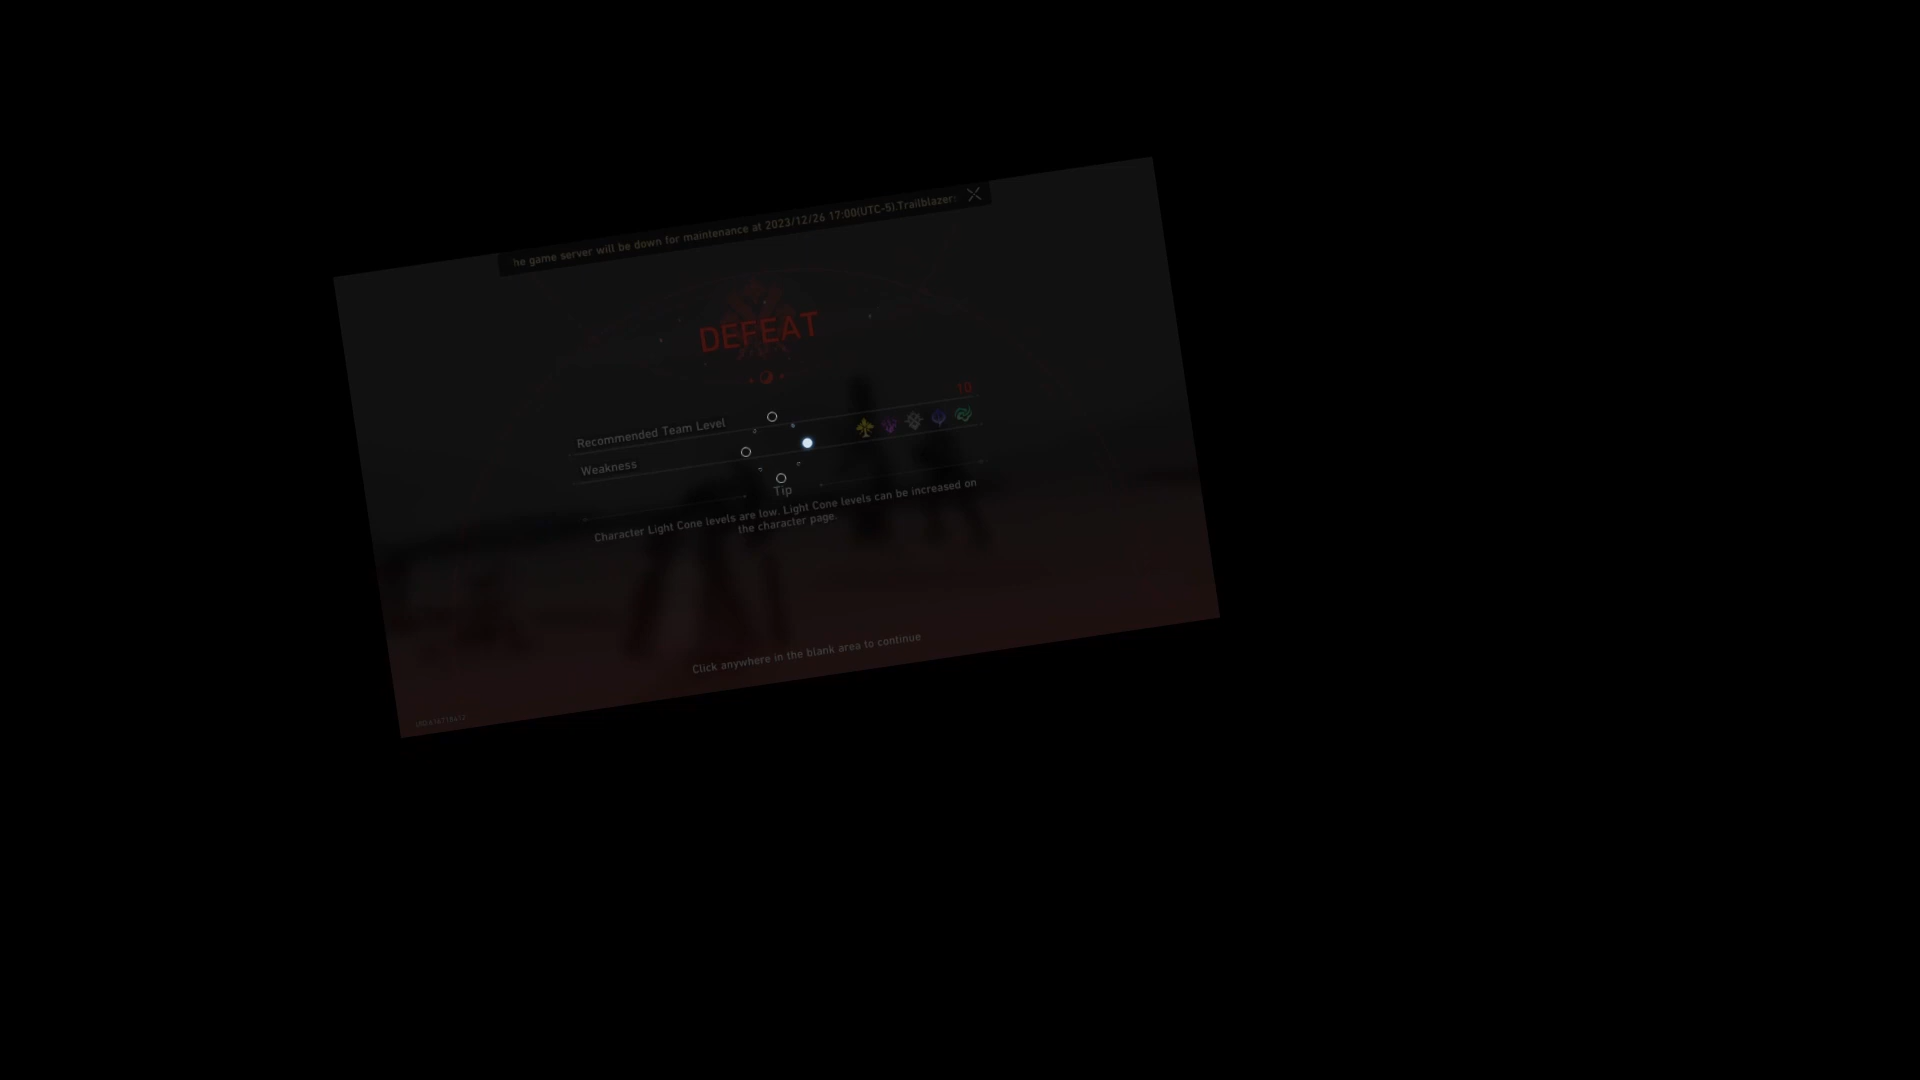 he game server will be down for maintenance at 2023/12/26 17:00(UTC-5).Trailblazer
DEFEAT
Recommended Team Level
10
Weakness
Tip
Character Light Cone levels are low. Light Cone levels can be increased on
the character page.
Click anywhere in the blank area to continue